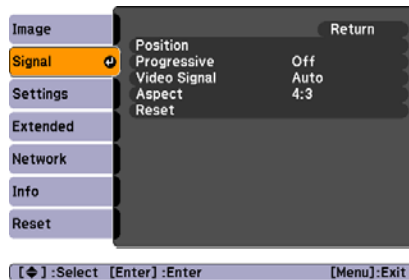 Image
Signal
Settings
Extended
Network
Info
Reset
Return
Position
Progressive Off
Video Signal Auto
Aspect 4:3
Reset
[◆] :Select [Enter] :Enter [Menu]:Exit